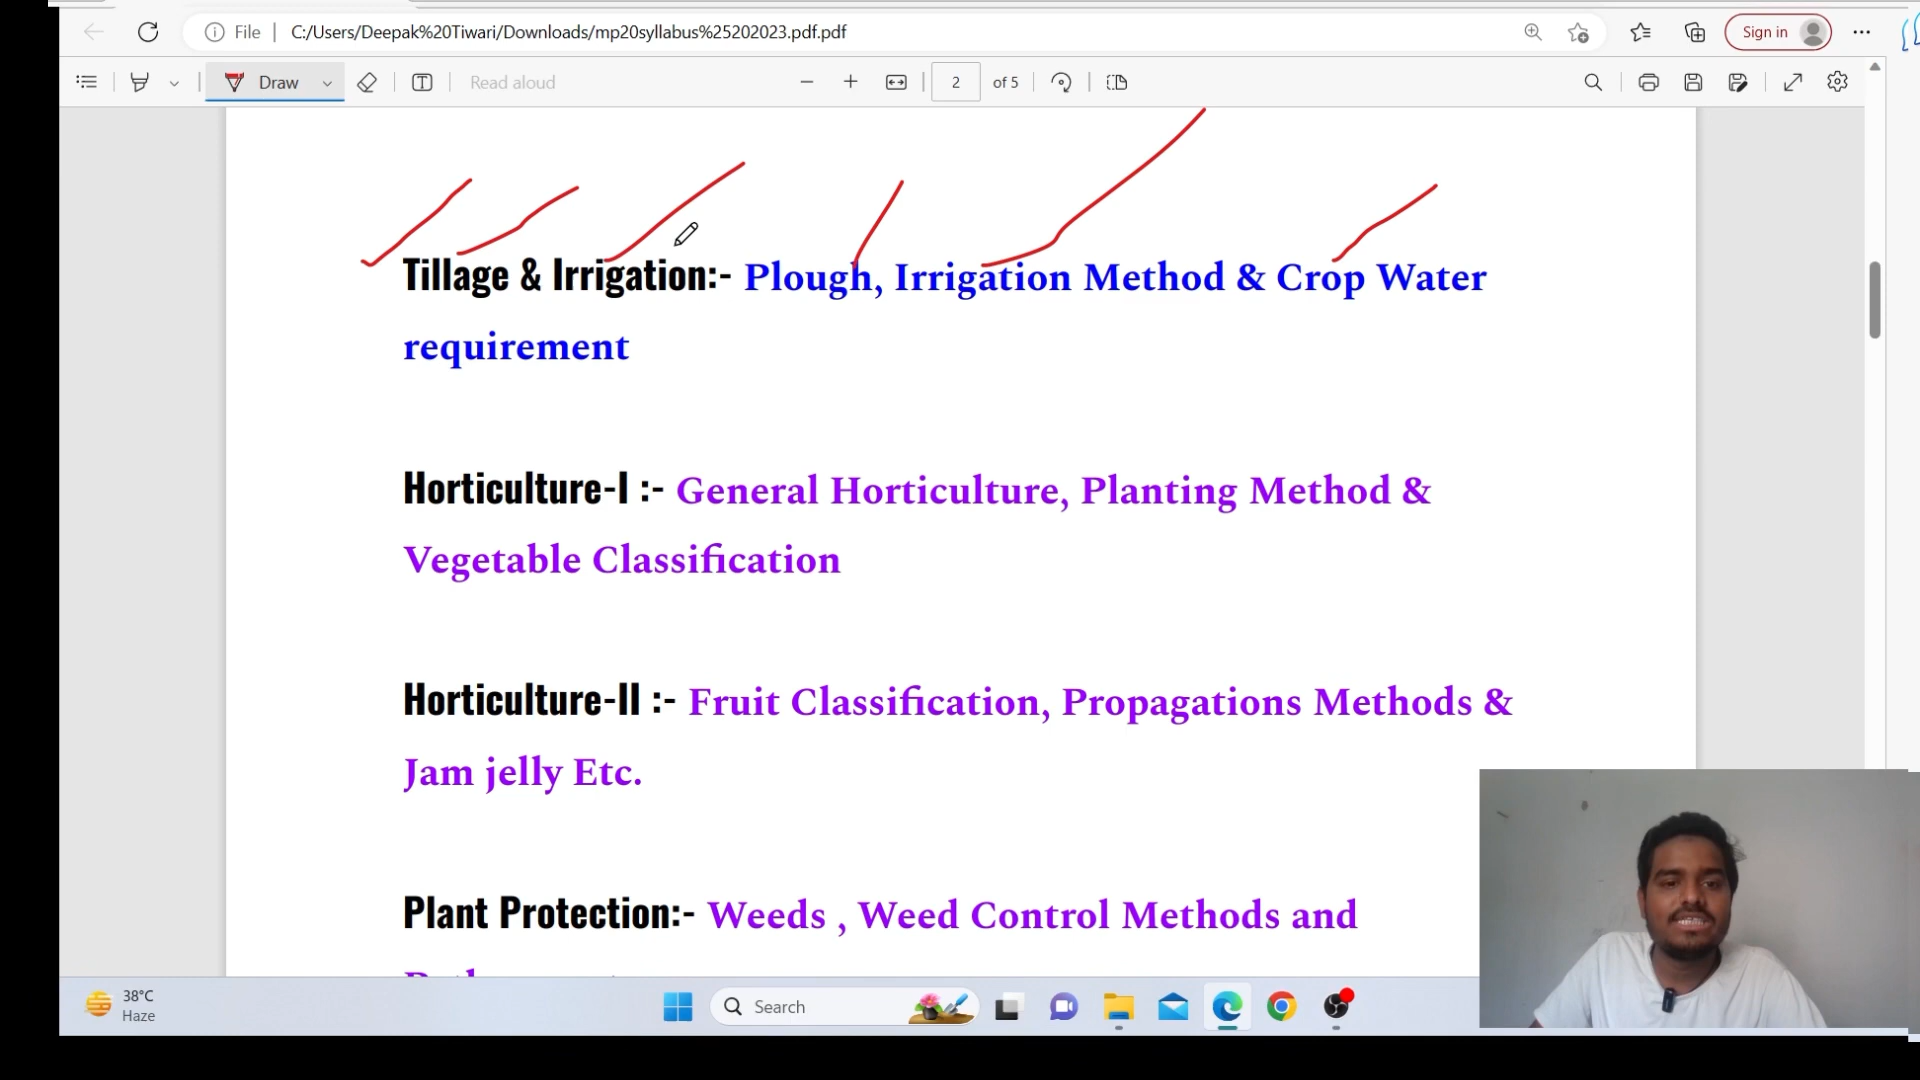 File
C:/Users/Deepak%20Tiwari/Downloads/mp20syllabus%25202023.pdf.pdf
Sign in
Draw
Read aloud
2 of 5
Tillage & Irrigation:- Plough, Irrigation Method & Crop Water
requirement
Horticulture-I :- General Horticulture, Planting Method &
Vegetable Classification
Horticulture-II :- Fruit Classification, Propagations Methods &
Jam jelly Etc.
Plant Protection:- Weeds , Weed Control Methods and
38°C
Haze
Search